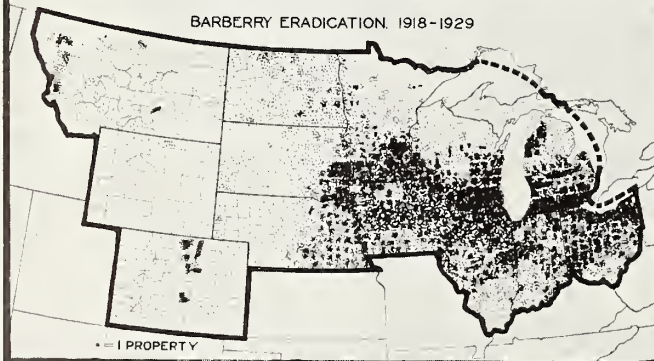 BARBERRY ERADICATION. 1918-1929
• = 1 PROPERTY